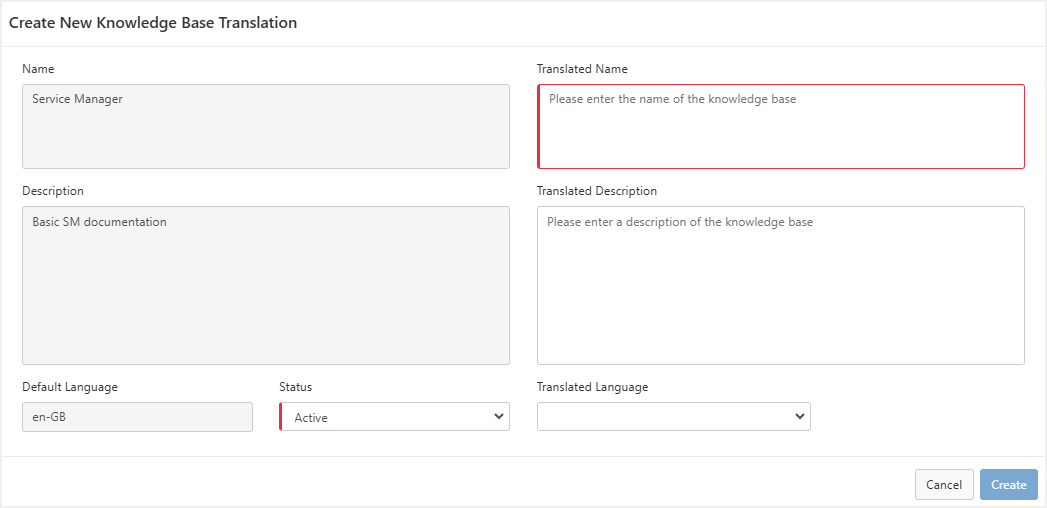 Create New Knowledge Base Translation
Name
Translated Name
Service Manager
Please enter the name of the knowledge base
Description
Translated Description
Basic SM documentation
Please enter a description of the knowledge base
Default Language
Status
Translated Language
en-GB
Active
Cancel
Create